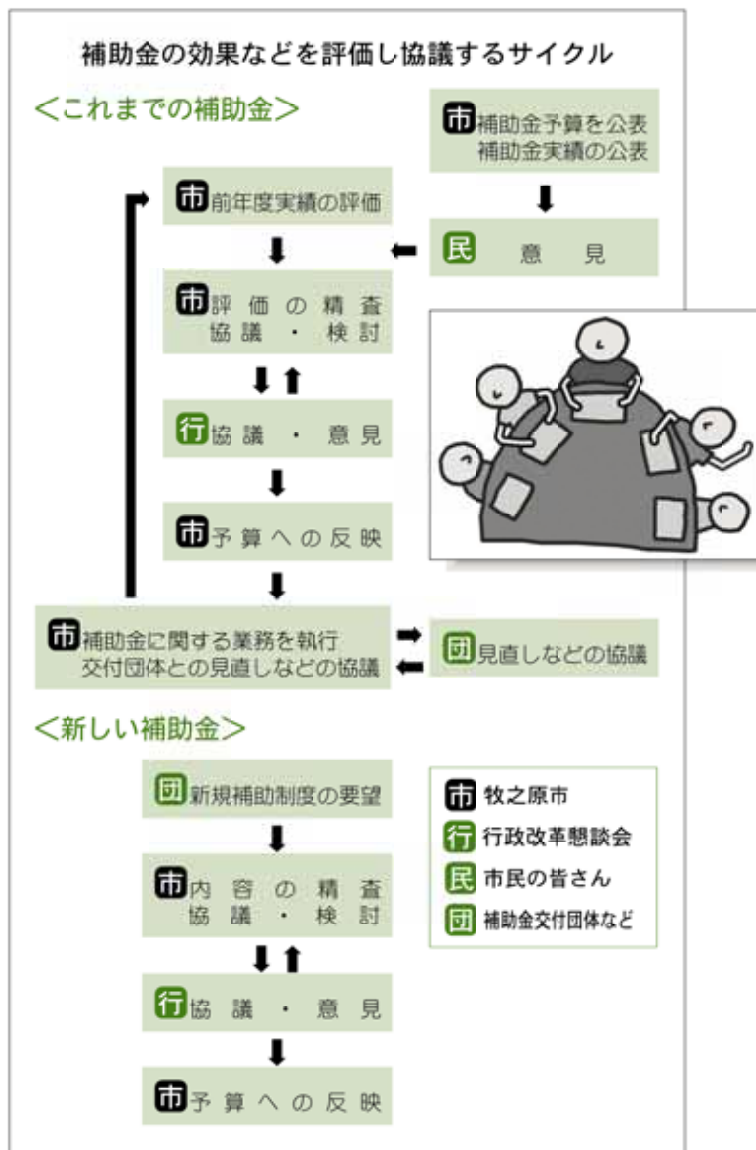 補助金の効果などを評価し協議するサイクル
＜これまでの補助金＞
市 補助金予算を公表
補助金実績の公表
市 前年度実績の評価
民 意見
市 評価の精査
協議・検討
行 協議・意見
市 予算への反映
市 補助金に関する業務を執行
交付団体との見直しなどの協議
団 見直しなどの協議
＜新しい補助金＞
団 新規補助制度の要望
市 内容の精査
協議・検討
行 協議・意見
市 予算への反映
市 牧之原市
行 行政改革懇談会
民 市民の皆さん
団 補助金交付団体など